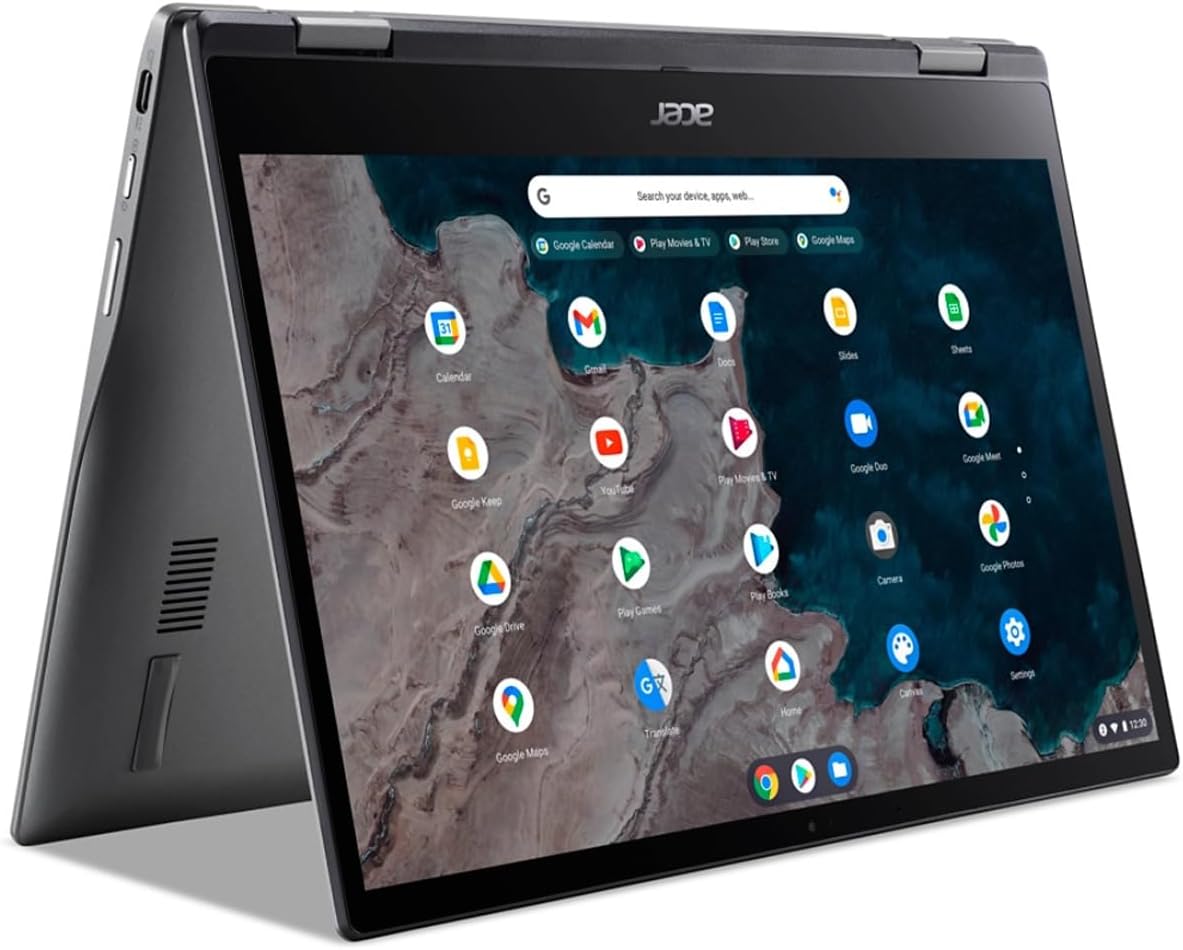 acer
Search your device, apps, web...
Google Calendar
Play Movies & TV
Play Store
Google Maps
31
Calendar
Gmail
Docs
Slides
Sheets
Google Keep
YouTube
Play Movies & TV
Google Duo
Google Meet
Google Drive
Play Games
Play Books
Camera
Google Photos
Google Maps
Translate
Home
Canvas
Settings
12:30